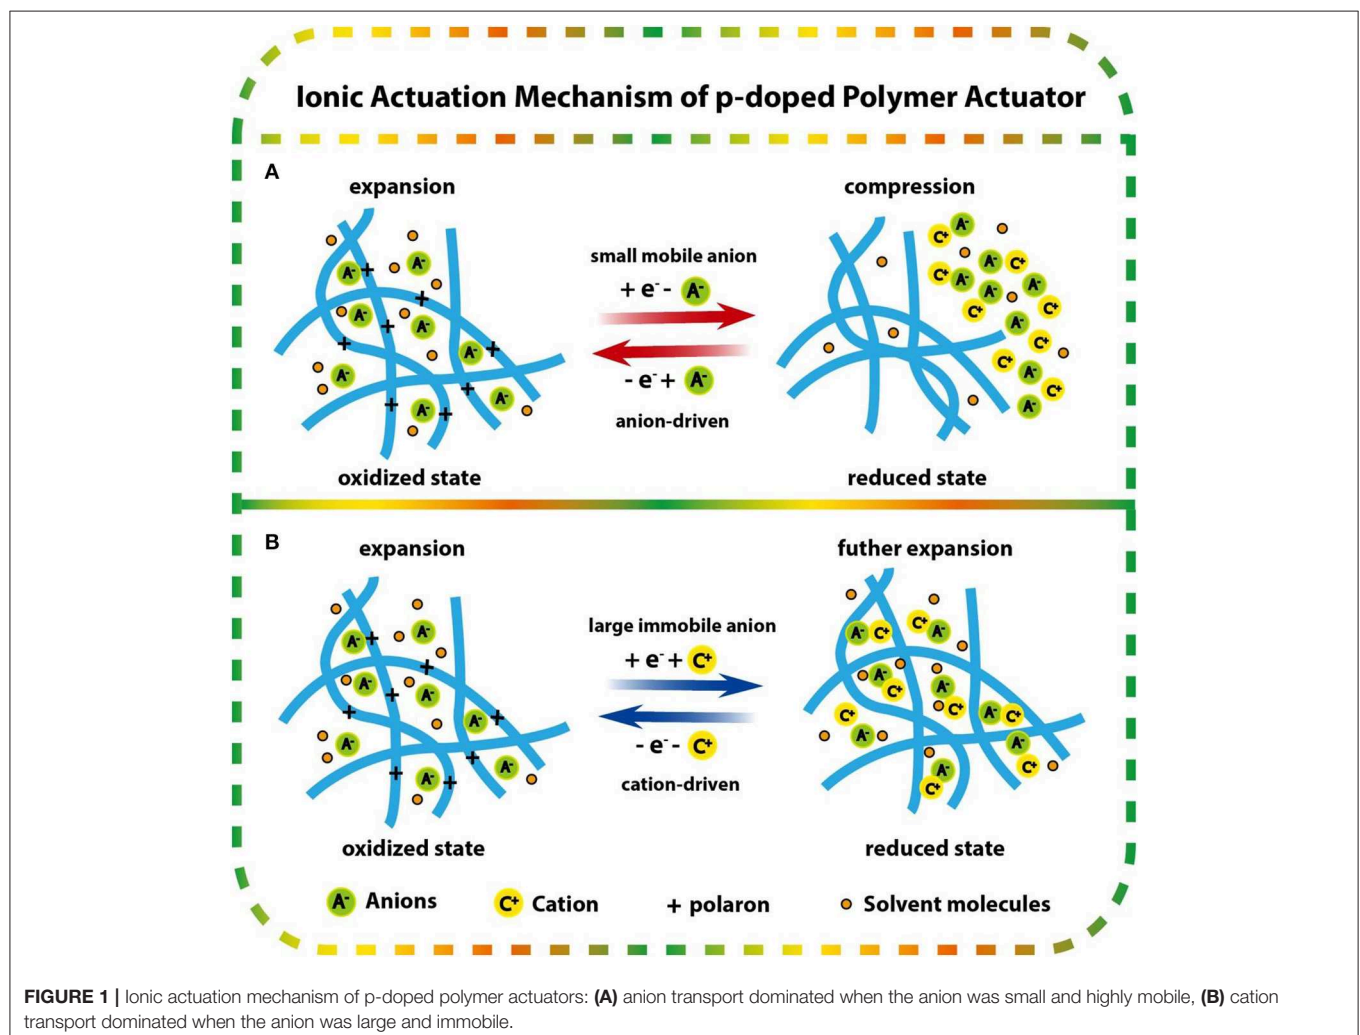 Ionic Actuation Mechanism of p-doped Polymer Actuator
A
expansion
compression
A⁻ + A⁻ A⁻ + A⁻ + A⁻ + A⁻ + A⁻ + + A⁻ + A⁻ +
small mobile anion
+ e⁻ - A⁻
- e⁻ + A⁻
anion-driven
C⁺ A⁻ A⁻ C⁺ C⁺ A⁻ A⁻ A⁻ C⁺ C⁺ A⁻ C⁺ C⁺ A⁻ C⁺ A⁻
oxidized state
reduced state
B
expansion
futher expansion
A⁻ + A⁻ A⁻ + A⁻ + A⁻ + A⁻ + A⁻ + + A⁻ + A⁻ +
large immobile anion
+ e⁻ + C⁺
- e⁻ - C⁺
cation-driven
A⁻ C⁺ C⁺ A⁻ A⁻ C⁺ A⁻ C⁺ C⁺ A⁻ A⁻ C⁺ A⁻ C⁺ A⁻ C⁺
oxidized state
reduced state
A⁻ Anions
C⁺ Cation
+ polaron
Solvent molecules
FIGURE 1 | Ionic actuation mechanism of p-doped polymer actuators: (A) anion transport dominated when the anion was small and highly mobile, (B) cation
transport dominated when the anion was large and immobile.